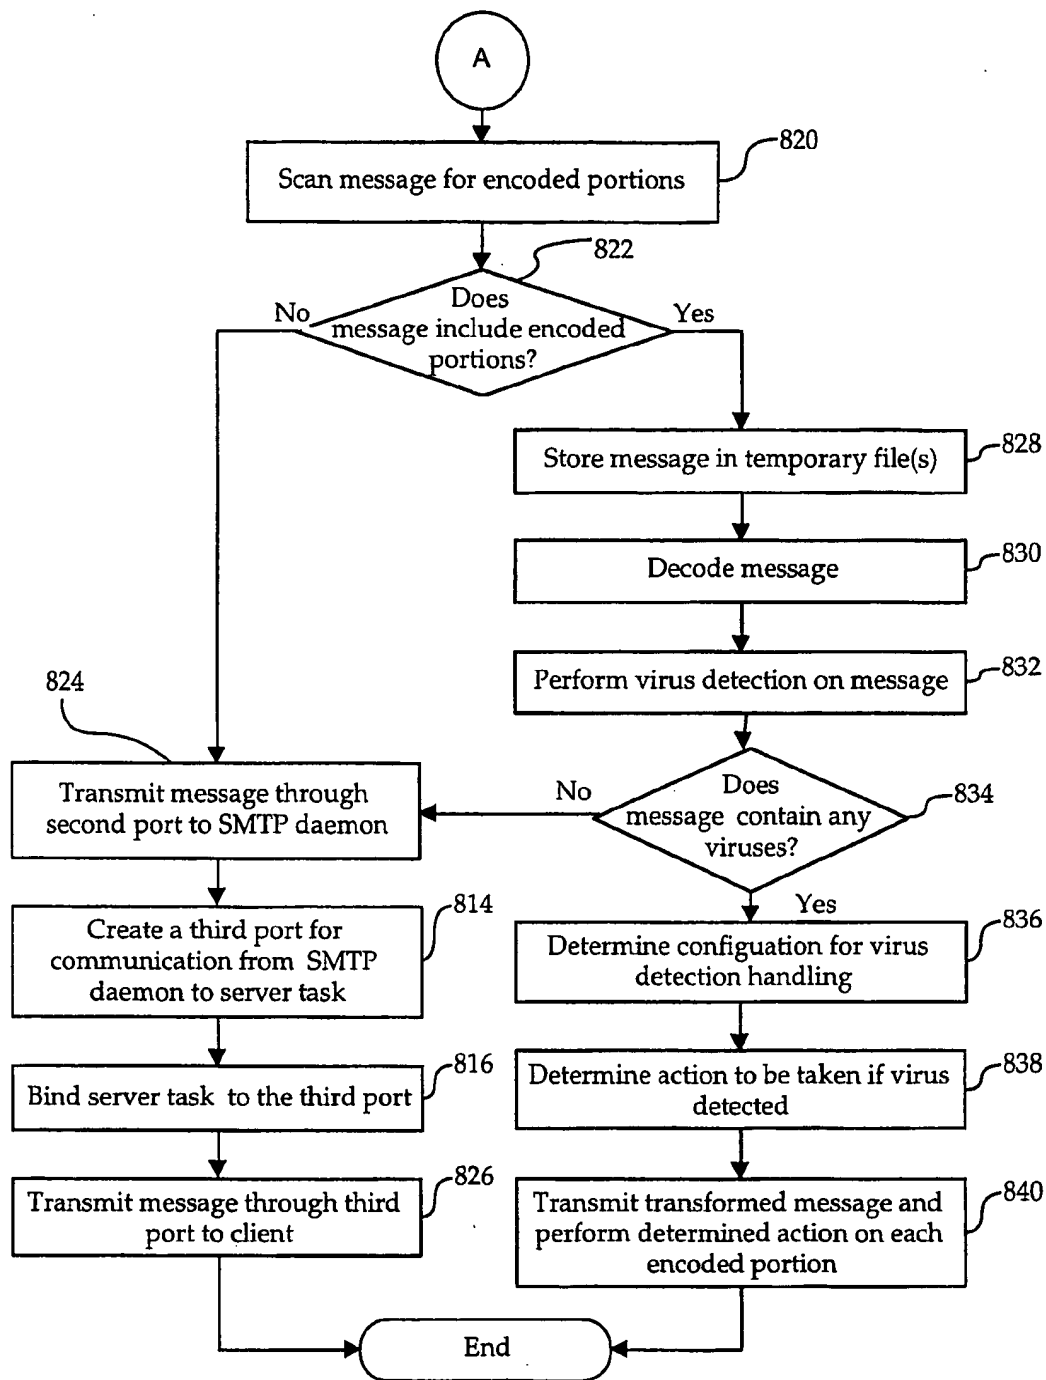 A
820
Scan message for encoded portions
822
Does
message include encoded
portions?
No
Yes
Store message in temporary file(s)
828
Decode message
830
Perform virus detection on message
832
824
Transmit message through
second port to SMTP daemon
No
Does
message contain any
viruses?
834
Yes
Create a third port for
communication from SMTP
daemon to server task
814
Determine configuation for virus
detection handling
836
Bind server task to the third port
816
Determine action to be taken if virus
detected
838
Transmit message through third
port to client
826
Transmit transformed message and
perform determined action on each
encoded portion
840
End